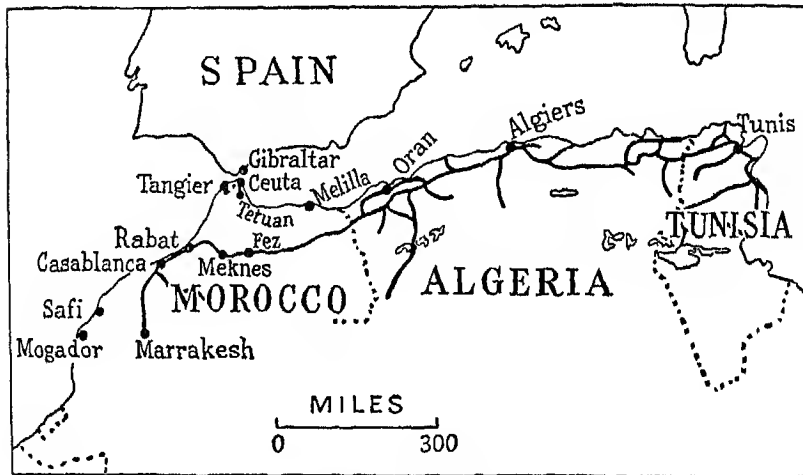 SPAIN
Gibraltar
Tangier
Ceuta
Tetuan
Melilla
Oran
Algiers
Tunis
Rabat
Casablanca
Meknes
Fez
TUNISIA
MOROCCO
ALGERIA
Safi
Mogador
Marrakesh
MILES
0 300